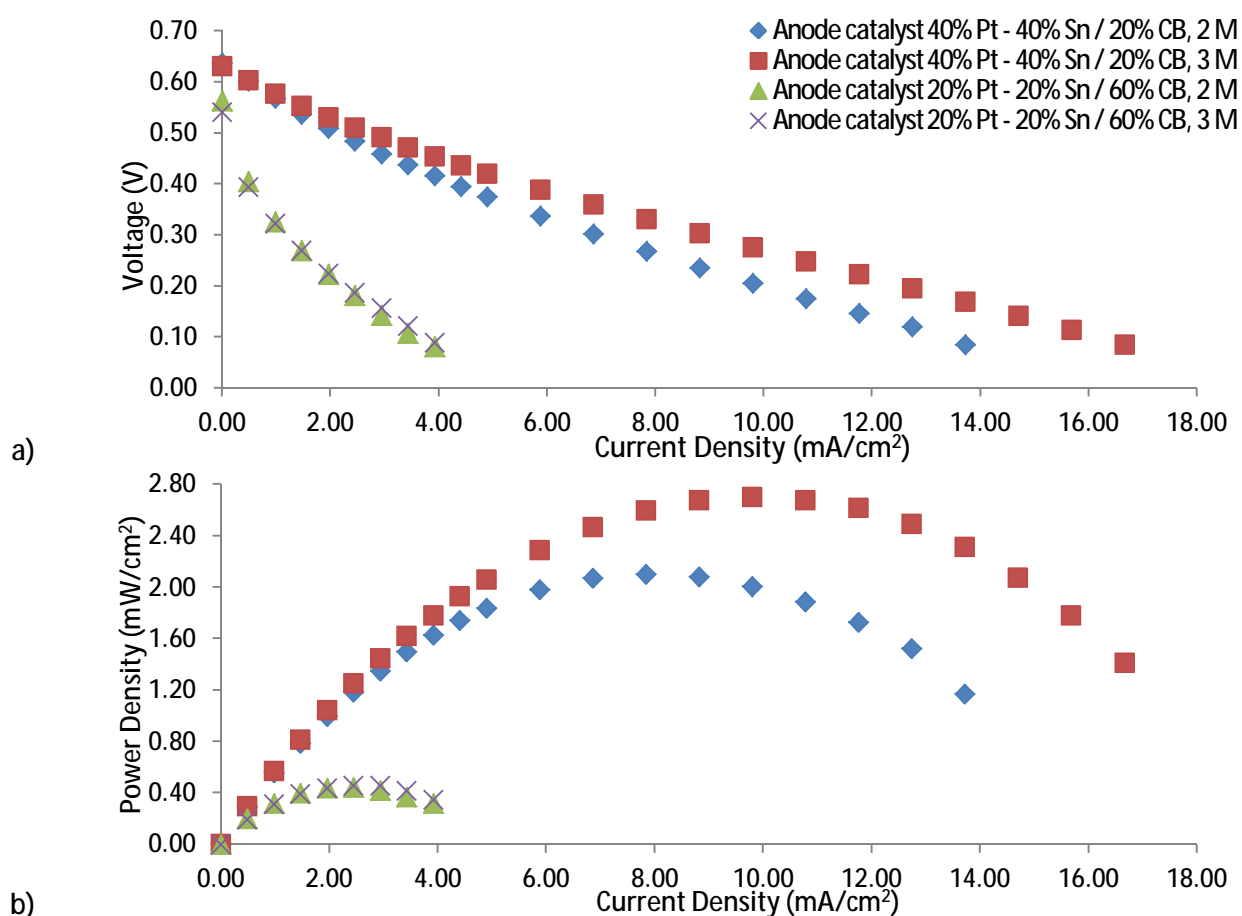 0.70
0.60
0.50
0.40
0.30
0.20
0.10
0.00
Voltage (V)
Anode catalyst 40% Pt - 40% Sn / 20% CB, 2 M
Anode catalyst 40% Pt - 40% Sn / 20% CB, 3 M
Anode catalyst 20% Pt - 20% Sn / 60% CB, 2 M
Anode catalyst 20% Pt - 20% Sn / 60% CB, 3 M
0.00 2.00 4.00 6.00 8.00 10.00 12.00 14.00 16.00 18.00
Current Density (mA/cm²)
a)
2.80
2.40
2.00
1.60
1.20
0.80
0.40
0.00
Power Density (mW/cm²)
0.00 2.00 4.00 6.00 8.00 10.00 12.00 14.00 16.00 18.00
Current Density (mA/cm²)
b)